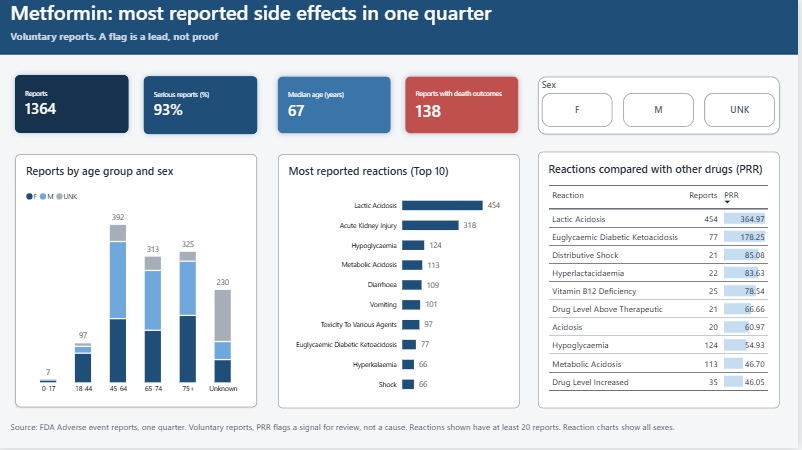 Metformin: most reported side effects in one quarter
Voluntary reports. A flag is a lead, not proof
Reports
1364
Serious reports (%)
93%
Median age (years)
67
Reports with death outcomes
138
Sex
F M UNK
Reports by age group and sex
F M UNK
392
313
325
230
97
7
0-17 18-44 45-64 65-74 75+ Unknown
Most reported reactions (Top 10)
Lactic Acidosis 454
Acute Kidney Injury 318
Hypoglycaemia 124
Metabolic Acidosis 113
Diarrhoea 109
Vomiting 101
Toxicity To Various Agents 97
Euglycaemic Diabetic Ketoacidosis 77
Hyperkalaemia 66
Shock 66
Reactions compared with other drugs (PRR)
Reaction Reports PRR
Lactic Acidosis 454 364.97
Euglycaemic Diabetic Ketoacidosis 77 178.25
Distributive Shock 21 85.08
Hyperlactacidaemia 22 83.63
Vitamin B12 Deficiency 25 78.54
Drug Level Above Therapeutic 21 66.66
Acidosis 20 60.97
Hypoglycaemia 124 54.93
Metabolic Acidosis 113 46.70
Drug Level Increased 35 46.05
Source: FDA Adverse event reports, one quarter. Voluntary reports, PRR flags a signal for review, not a cause. Reactions shown have at least 20 reports. Reaction charts show all sexes.